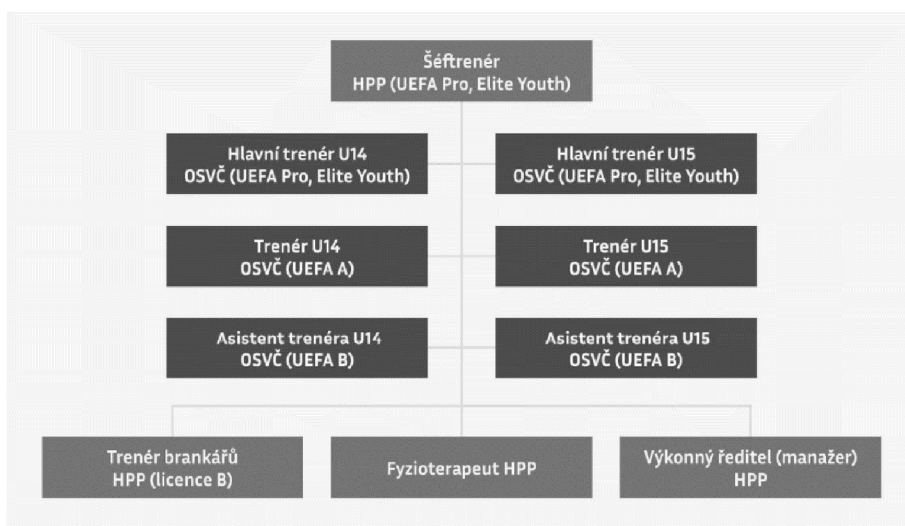 Šéftrenér
HPP (UEFA Pro, Elite Youth)
Hlavní trenér U14
OSVČ (UEFA Pro, Elite Youth)
Hlavní trenér U15
OSVČ (UEFA Pro, Elite Youth)
Trenér U14
OSVČ (UEFA A)
Trenér U15
OSVČ (UEFA A)
Asistent trenéra U14
OSVČ (UEFA B)
Asistent trenéra U15
OSVČ (UEFA B)
Trenér brankářů
HPP (licence B)
Fyzioterapeut HPP
Výkonný ředitel (manažer)
HPP